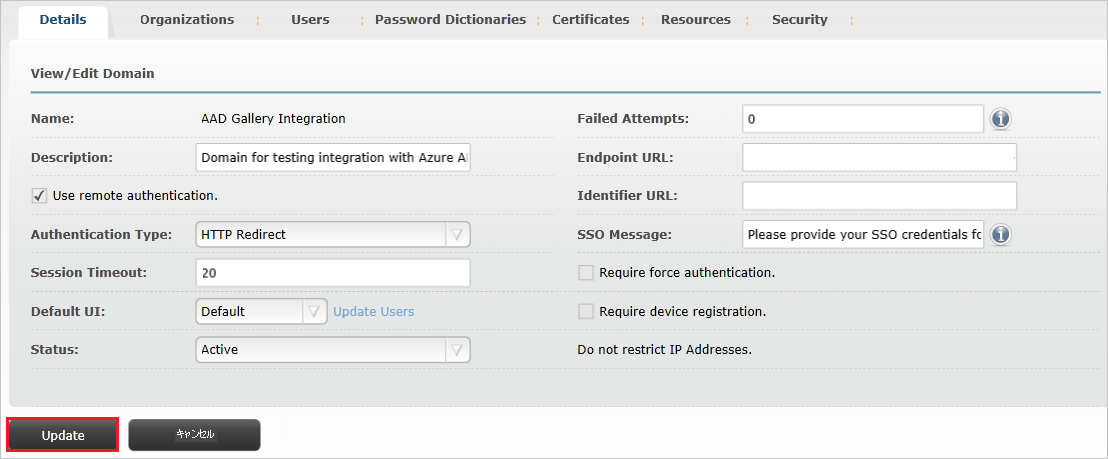 Details Organizations Users Password Dictionaries Certificates Resources Security
View/Edit Domain
Name: AAD Gallery Integration
Failed Attempts: 0
Description: Domain for testing integration with Azure A
Endpoint URL:
Use remote authentication.
Identifier URL:
Authentication Type: HTTP Redirect
SSO Message: Please provide your SSO credentials fo
Session Timeout: 20
Require force authentication.
Default UI: Default Update Users
Require device registration.
Status: Active
Do not restrict IP Addresses.
Update キャンセル